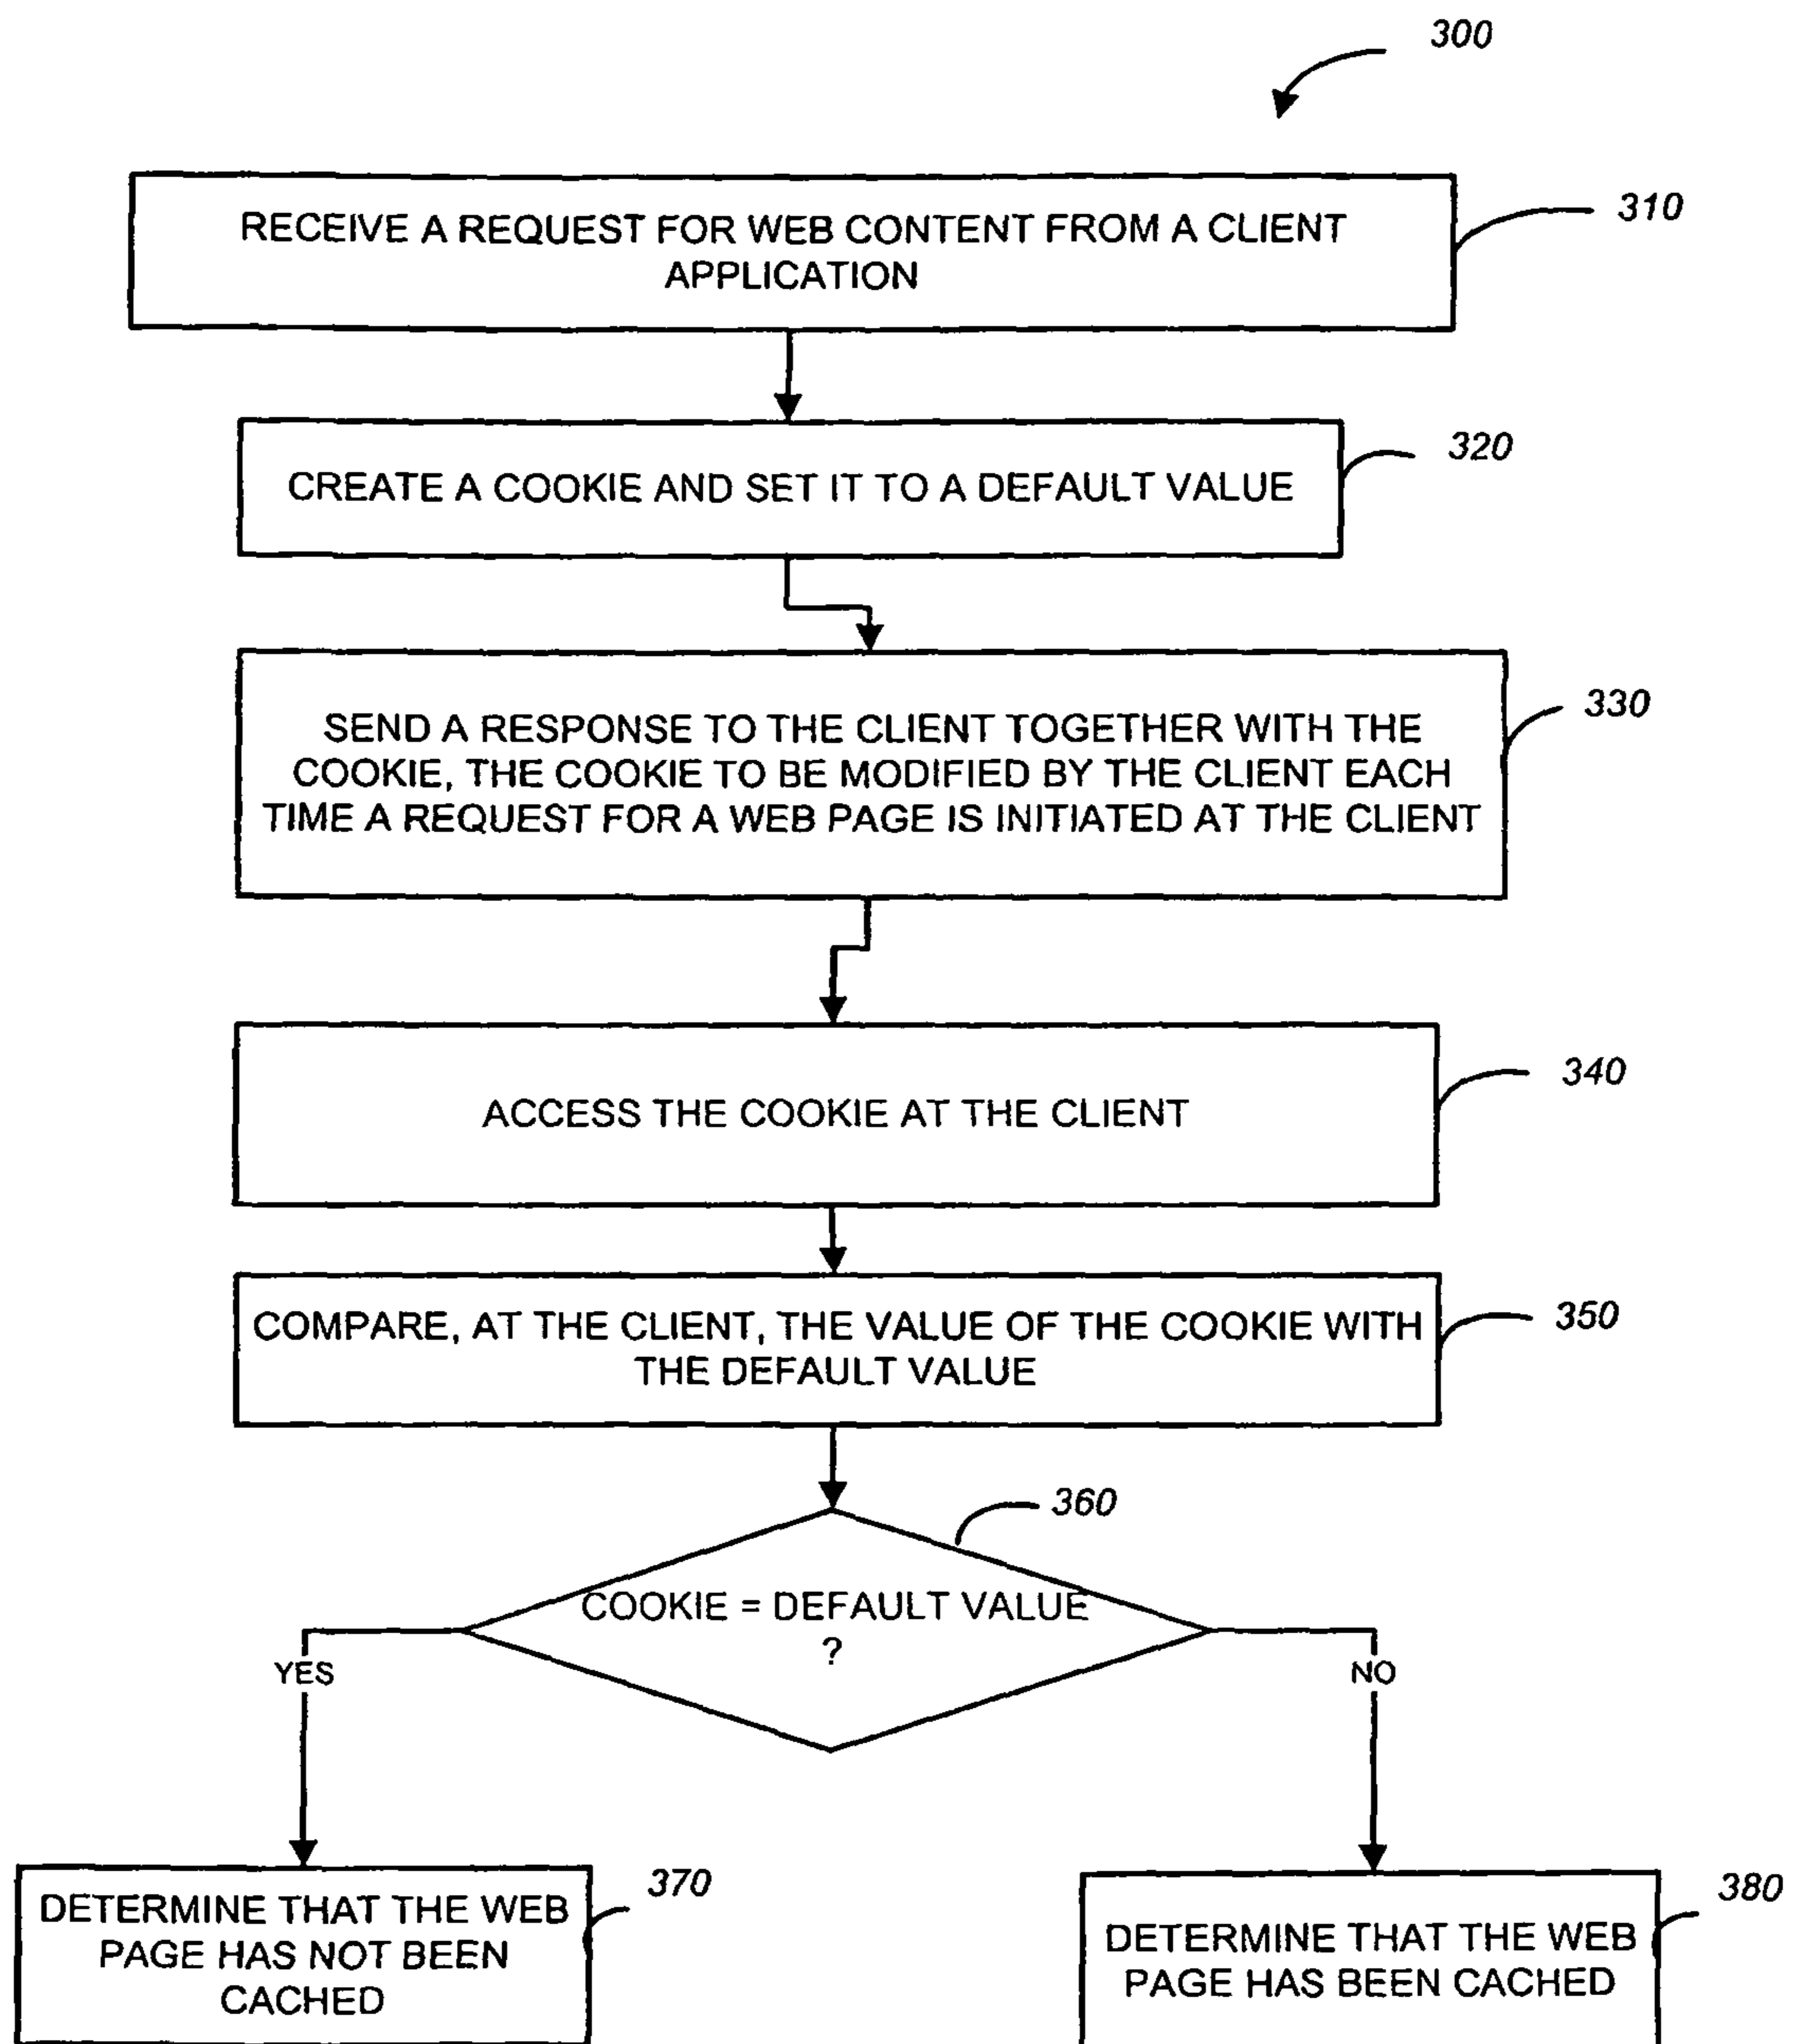 300
RECEIVE A REQUEST FOR WEB CONTENT FROM A CLIENT
APPLICATION
310
CREATE A COOKIE AND SET IT TO A DEFAULT VALUE
320
SEND A RESPONSE TO THE CLIENT TOGETHER WITH THE
COOKIE, THE COOKIE TO BE MODIFIED BY THE CLIENT EACH
TIME A REQUEST FOR A WEB PAGE IS INITIATED AT THE CLIENT
330
ACCESS THE COOKIE AT THE CLIENT
340
COMPARE, AT THE CLIENT, THE VALUE OF THE COOKIE WITH
THE DEFAULT VALUE
350
360
COOKIE = DEFAULT VALUE
?
YES
NO
DETERMINE THAT THE WEB
PAGE HAS NOT BEEN
CACHED
370
DETERMINE THAT THE WEB
PAGE HAS BEEN CACHED
380